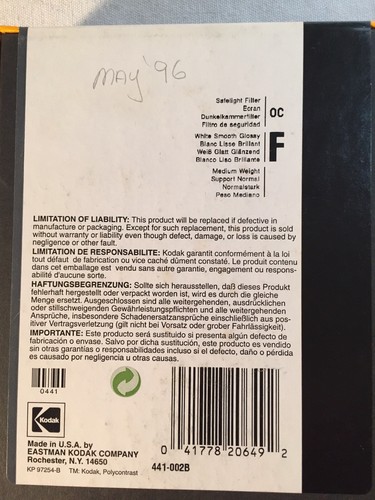 MAY '96
Safelight Filter
Ecran
Dunkelkammerfilter
Filtro de seguridad
OC
White Smooth Glossy
Blanc Lisse Brillant
Weiß Glatt Glänzend
Blanco Liso Brillante
F
Medium Weight
Support Normal
Normalstark
Peso Mediano
LIMITATION OF LIABILITY: This product will be replaced if defective in
manufacture or packaging. Except for such replacement, this product is sold
without warranty or liability even though defect, damage, or loss is caused by
negligence or other fault.
LIMITATION DE RESPONSABILITE: Kodak garantit conformément à la loi
tout défaut de fabrication ou vice caché dûment constaté. Le produit contenu
dans cet emballage est vendu sans autre garantie, engagement ou respons-
abilité d'aucune sorte.
HAFTUNGSBEGRENZUNG: Sollte sich herausstellen, daß dieses Produkt
fehlerhaft hergestellt oder verpackt worden ist, wird es durch die gleiche
Menge ersetzt. Ausgeschlossen sind alle weitergehenden, ausdrücklichen
oder stillschweigenden Gewährleistungspflichten und alle weitergehenden
Ansprüche, insbesondere Schadenersatzansprüche einschließlich aus pos-
itiver Vertragsverletzung (gilt nicht bei Vorsatz oder grober Fahrlässigkeit).
IMPORTANTE: Este producto será sustituido si presenta algún defecto de
fabricación o envase. Salvo por dicha sustitución, este producto es vendido
sin otras garantías o responsabilidades incluso si el defecto, daño o pérdida
es causado por negligencia u otras causas.
0441
Kodak
Made in U.S.A. by
EASTMAN KODAK COMPANY
Rochester, N.Y. 14650
KP 97254-B TM: Kodak, Polycontrast
441-002B
0 41778 20649 2